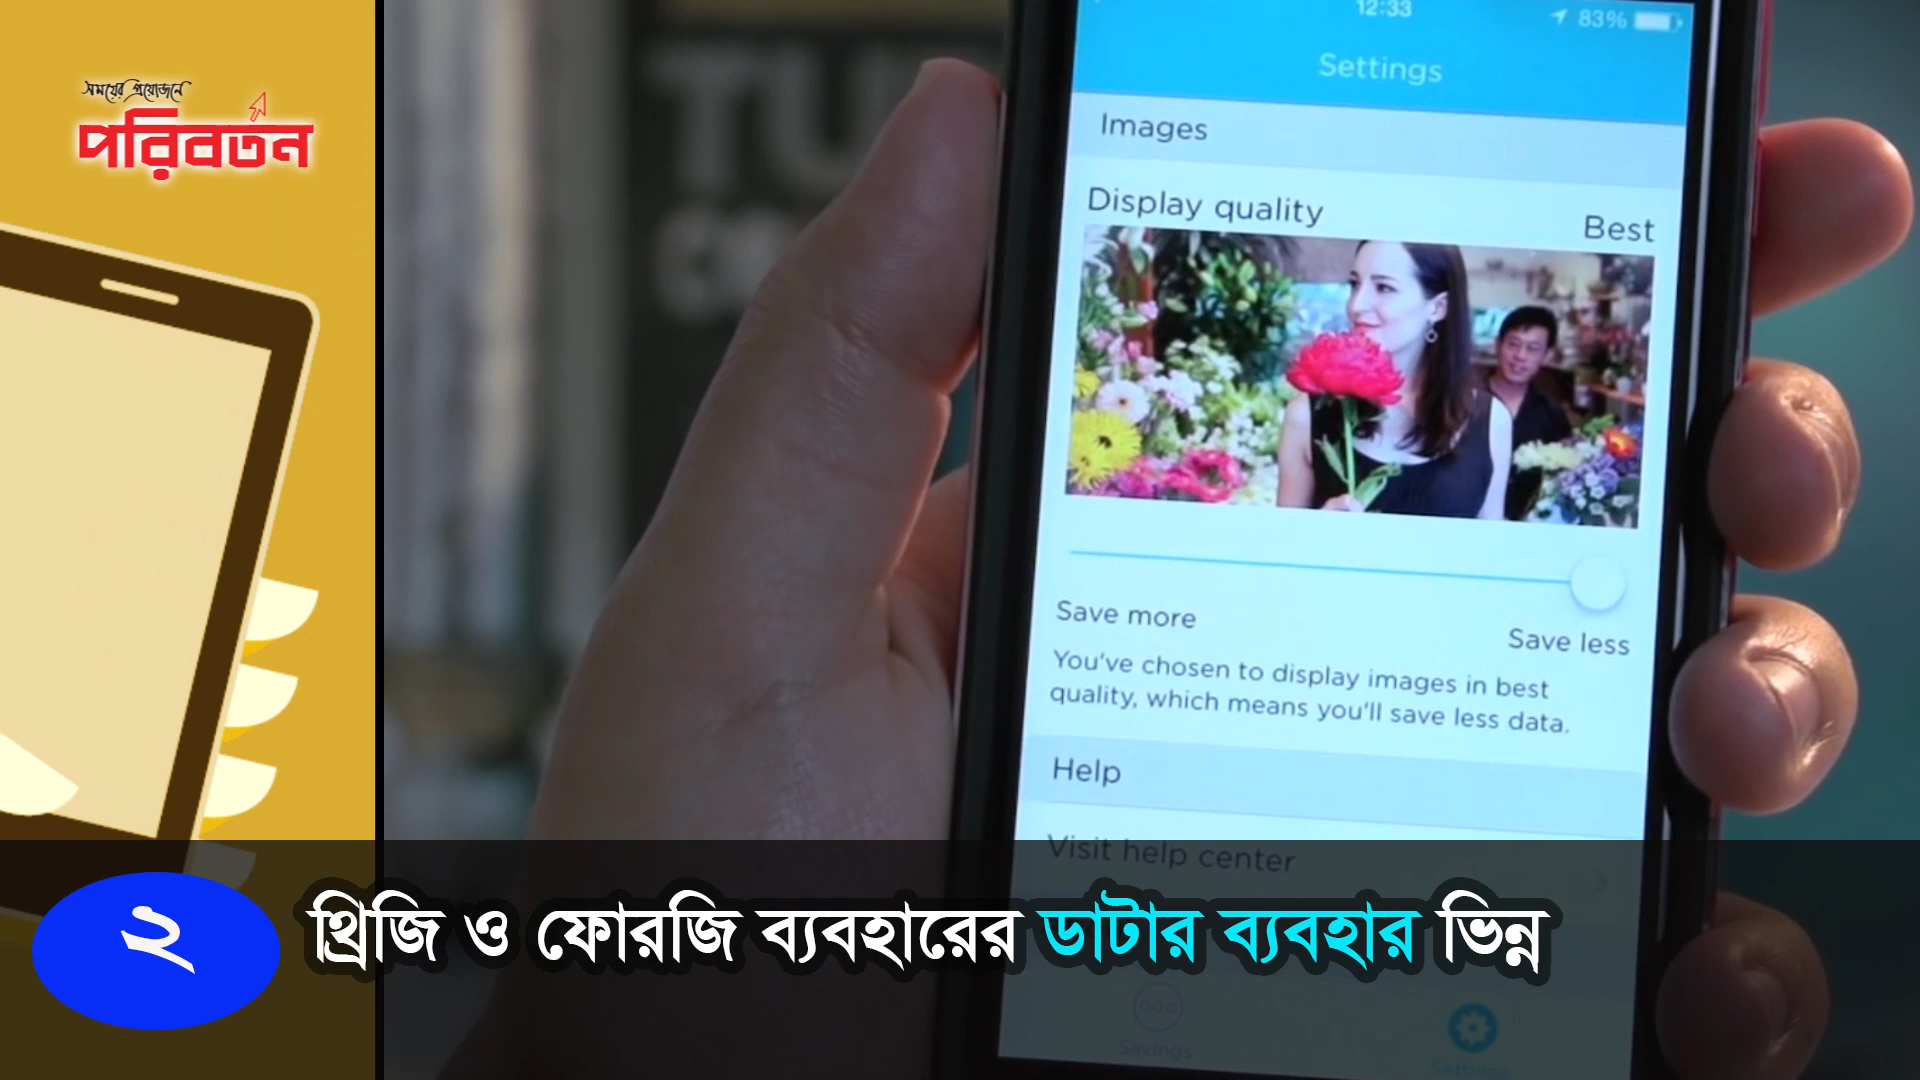 সময়ের প্রয়োজনে
পরিবর্তন
12:33
83%
Settings
Images
Display quality
Best
Save more
Save less
You've chosen to display images in best
quality, which means you'll save less data.
Help
Visit help center
২
থ্রিজি ও ফোরজি ব্যবহারের ডাটার ব্যবহার ভিন্ন
Savings
Settings